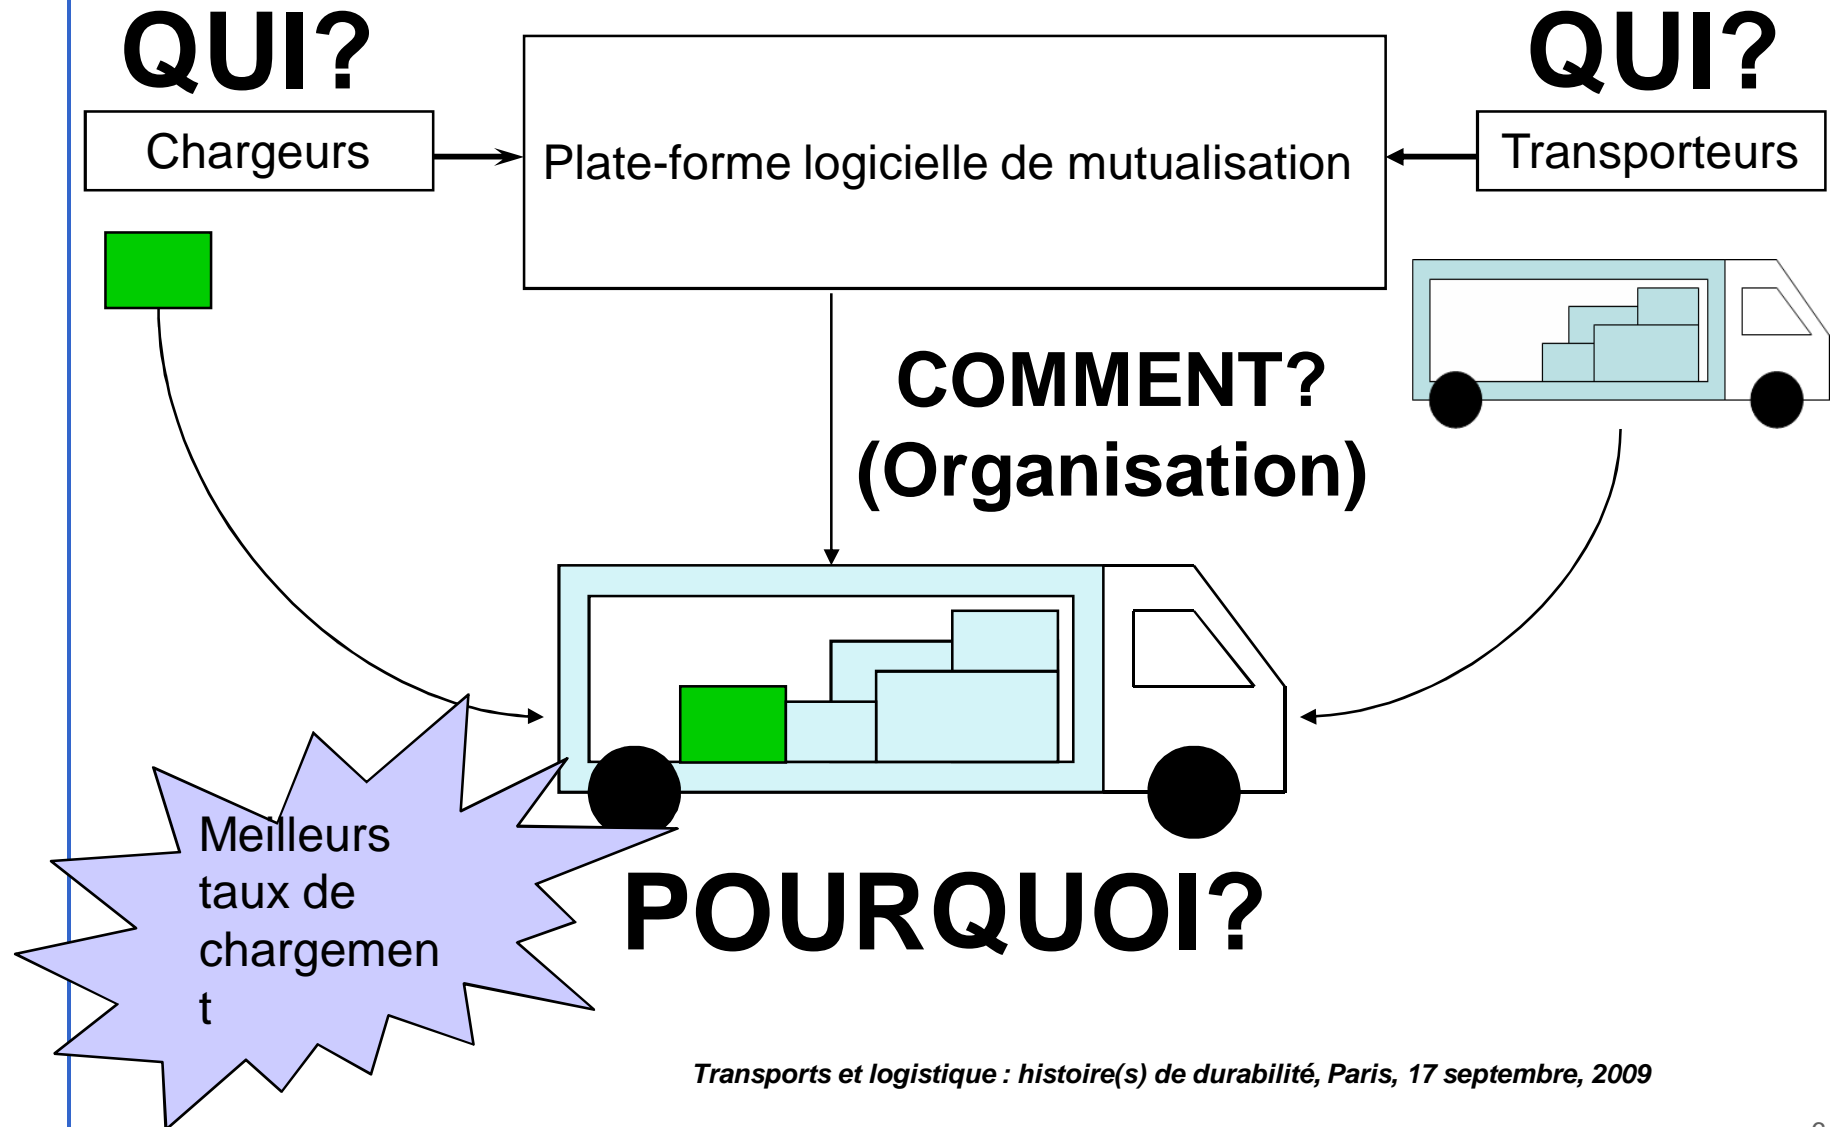 QUI?
QUI?
Chargeurs
Plate-forme logicielle de mutualisation
Transporteurs
COMMENT?
(Organisation)
Meilleurs
taux de
chargemen
t
POURQUOI?
Transports et logistique : histoire(s) de durabilité, Paris, 17 septembre, 2009